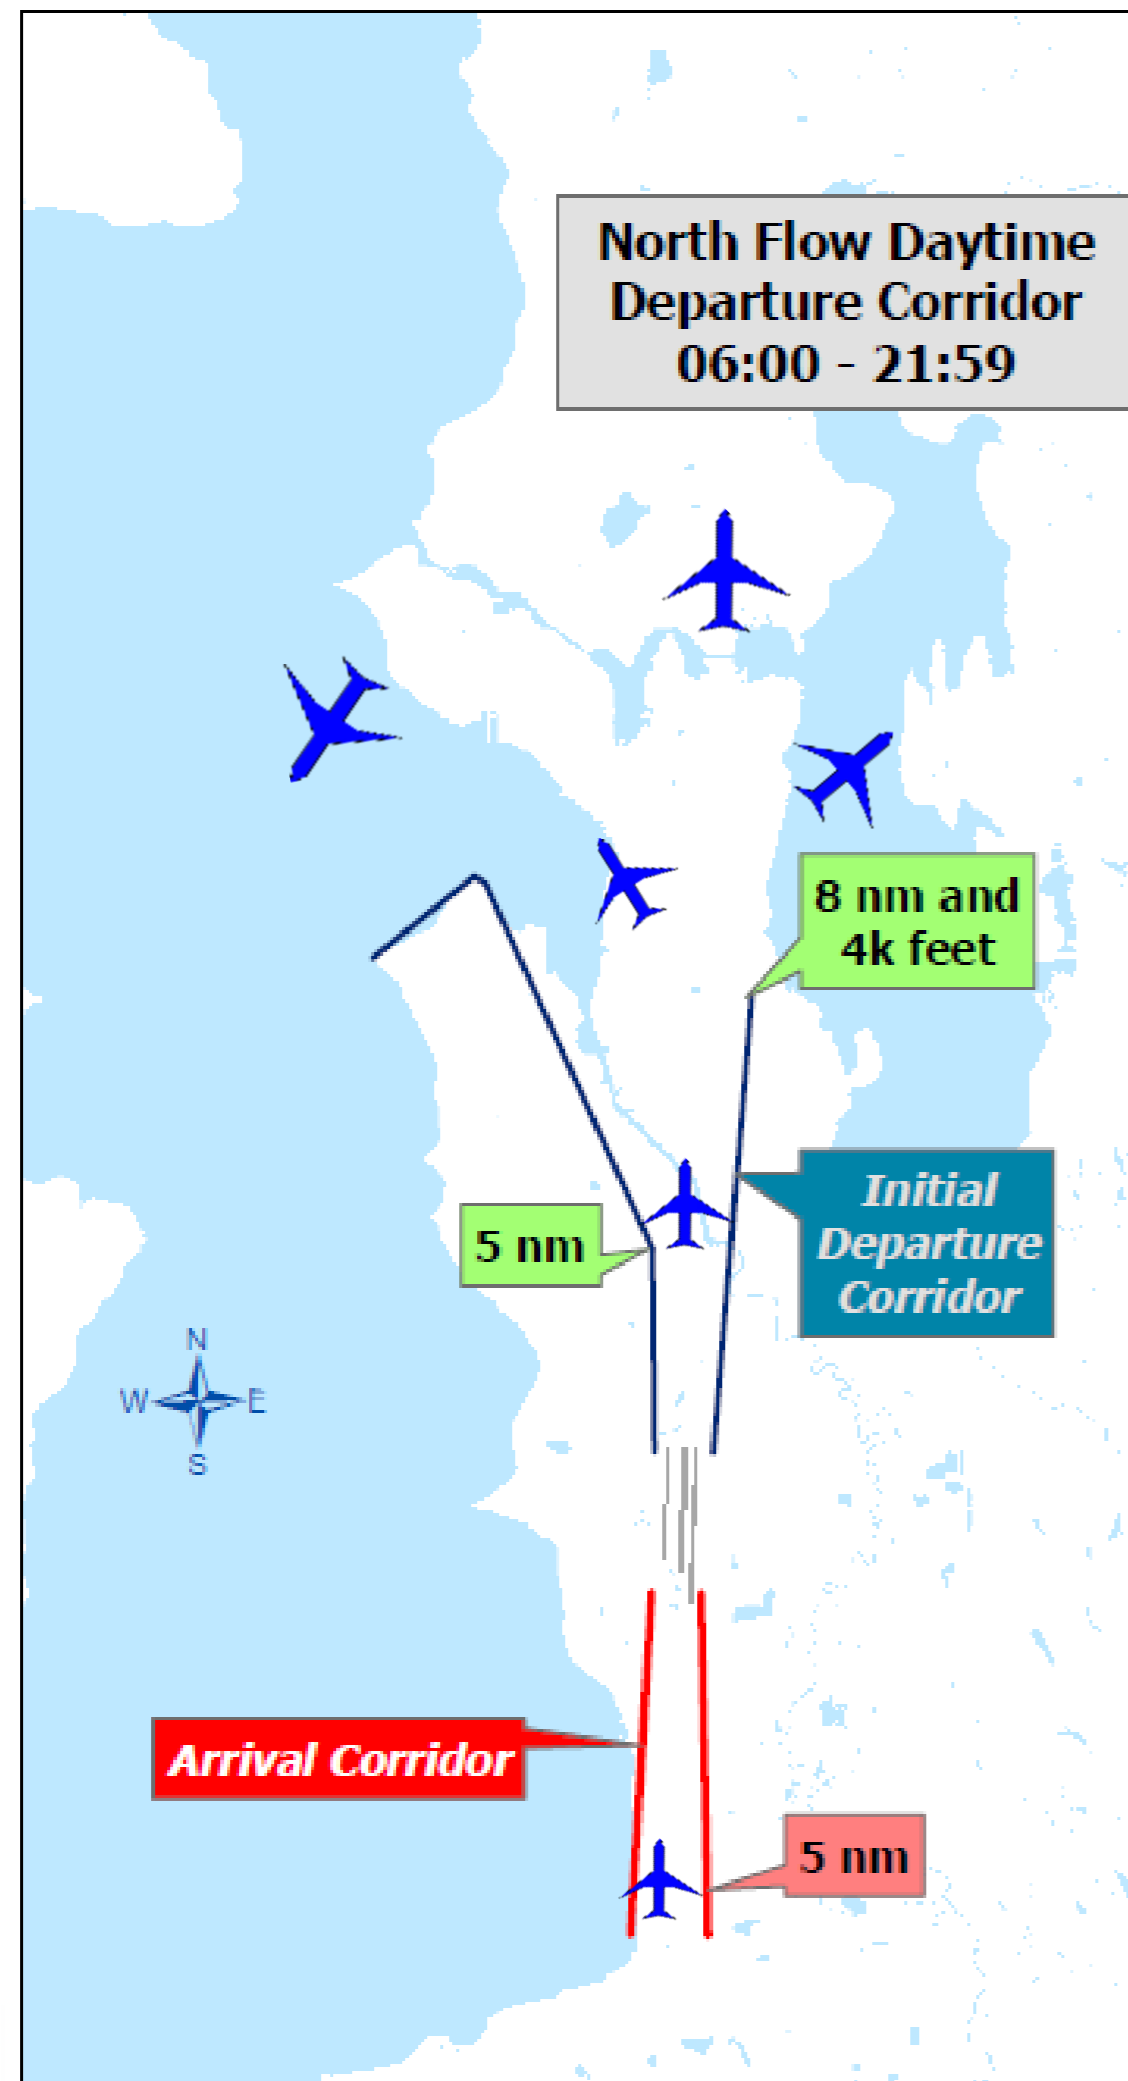 North Flow Daytime
Departure Corridor
06:00 - 21:59
8 nm and
4k feet
Initial
Departure
Corridor
5 nm
N
W
E
S
Arrival Corridor
5 nm